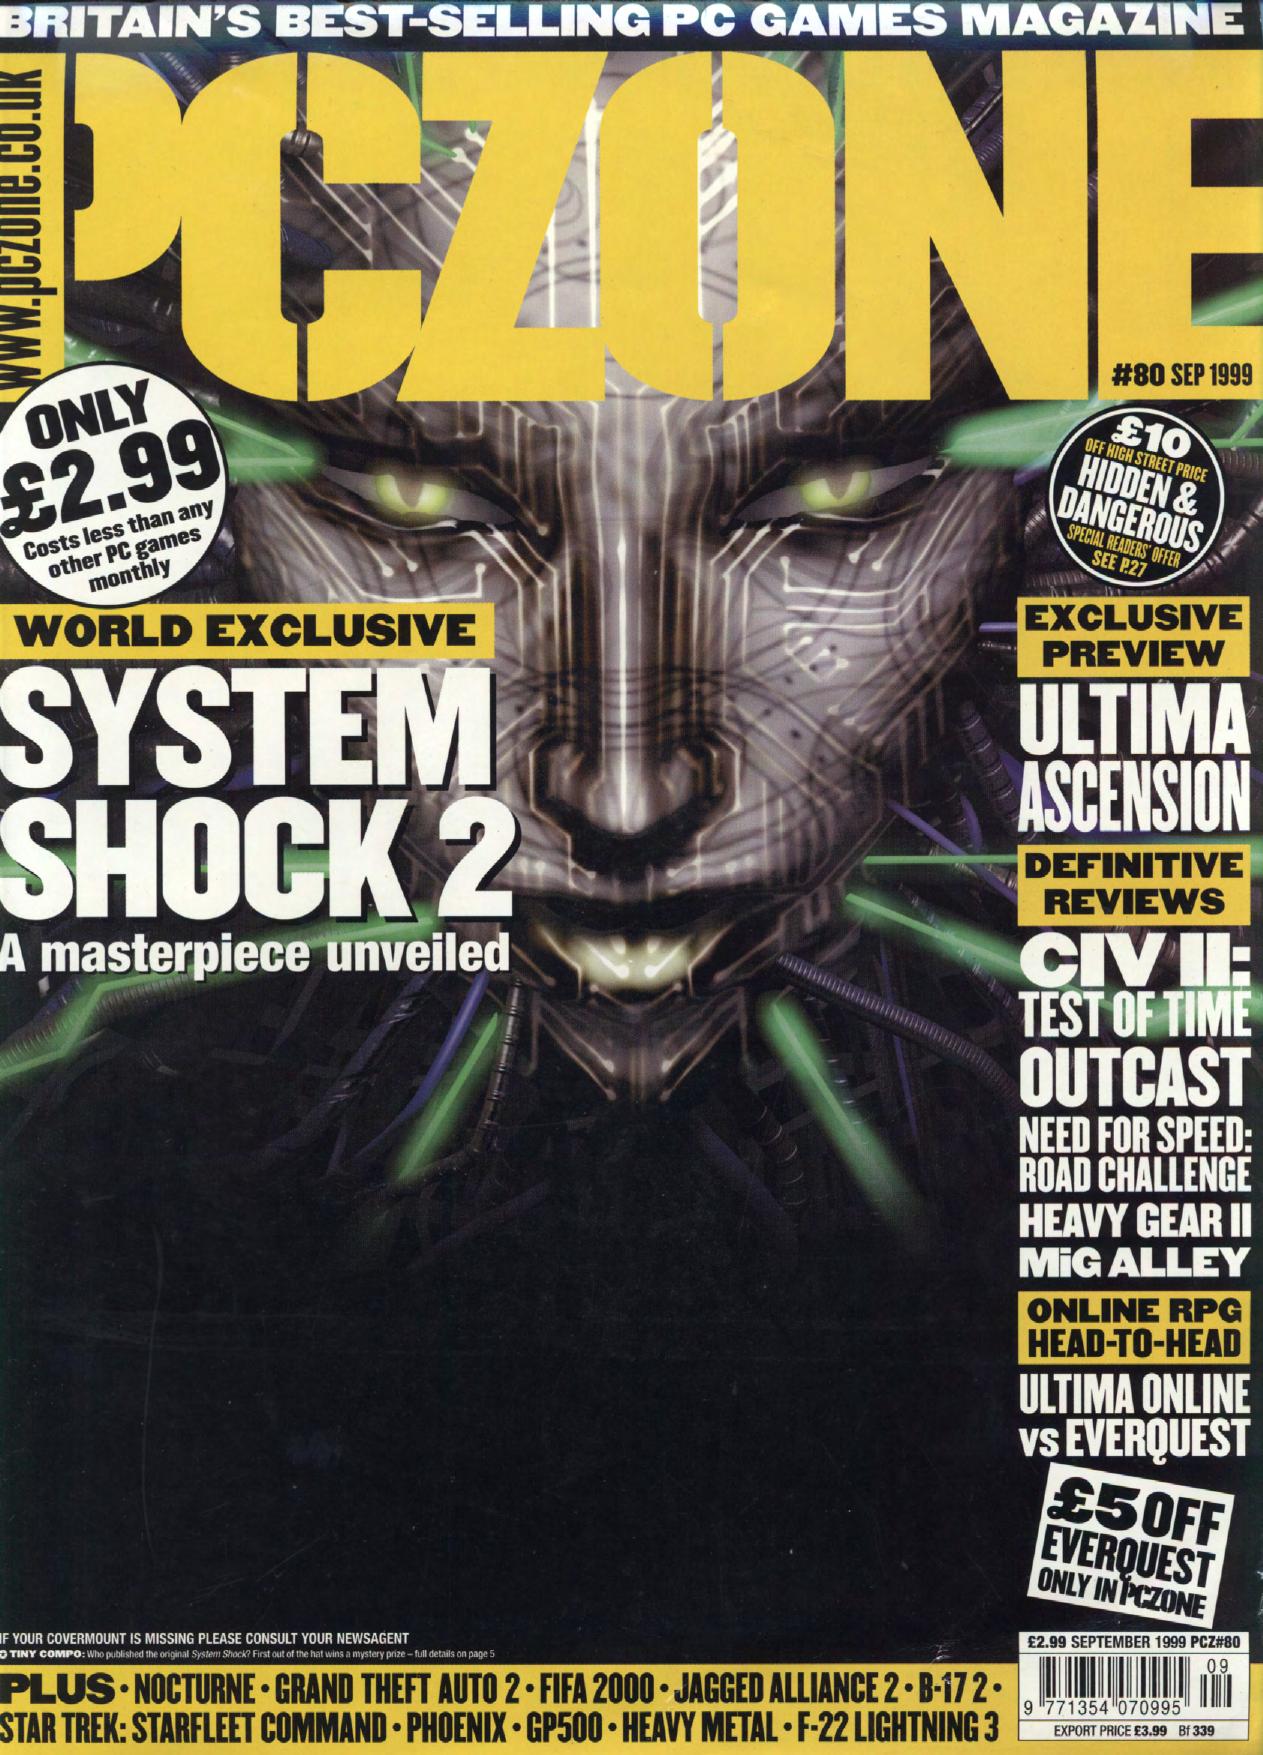 BRITAIN'S BEST-SELLING PC GAMES MAGAZINE
www.pczone.co.uk
PCZONE
#80 SEP 1999
ONLY
£2.99
Costs less than any
other PC games
monthly
£10
OFF HIGH STREET PRICE
HIDDEN &
DANGEROUS
SPECIAL READERS' OFFER
SEE P.27
WORLD EXCLUSIVE
SYSTEM
SHOCK 2
A masterpiece unveiled
EXCLUSIVE
PREVIEW
ULTIMA
ASCENSION
DEFINITIVE
REVIEWS
CIV II:
TEST OF TIME
OUTCAST
NEED FOR SPEED:
ROAD CHALLENGE
HEAVY GEAR II
MiG ALLEY
ONLINE RPG
HEAD-TO-HEAD
ULTIMA ONLINE
vs EVERQUEST
£5 OFF
EVERQUEST
ONLY IN PCZONE
IF YOUR COVERMOUNT IS MISSING PLEASE CONSULT YOUR NEWSAGENT
TINY COMPO: Who published the original System Shock? First out of the hat wins a mystery prize – full details on page 5
PLUS • NOCTURNE • GRAND THEFT AUTO 2 • FIFA 2000 • JAGGED ALLIANCE 2 • B-17 2 •
STAR TREK: STARFLEET COMMAND • PHOENIX • GP500 • HEAVY METAL • F-22 LIGHTNING 3
£2.99 SEPTEMBER 1999 PCZ#80
09
9 771354 070995
EXPORT PRICE £3.99 Bf 339